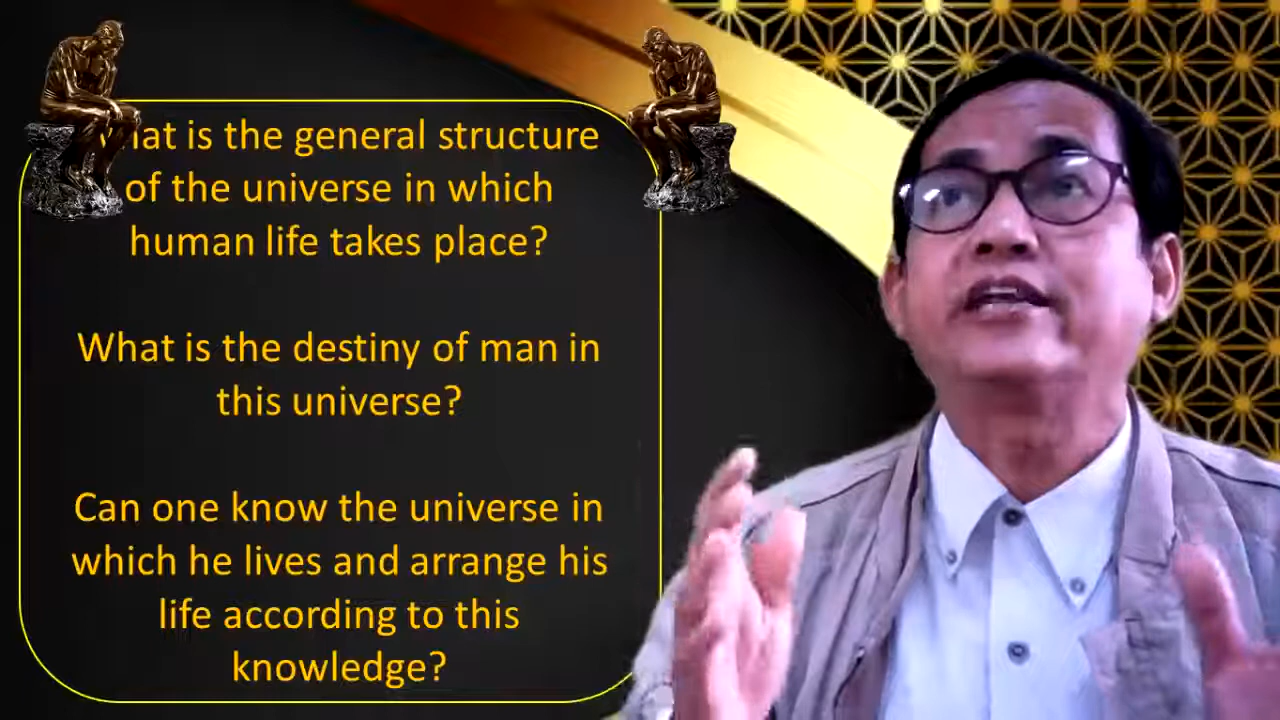 What is the general structure
of the universe in which
human life takes place?
What is the destiny of man in
this universe?
Can one know the universe in
which he lives and arrange his
life according to this
knowledge?